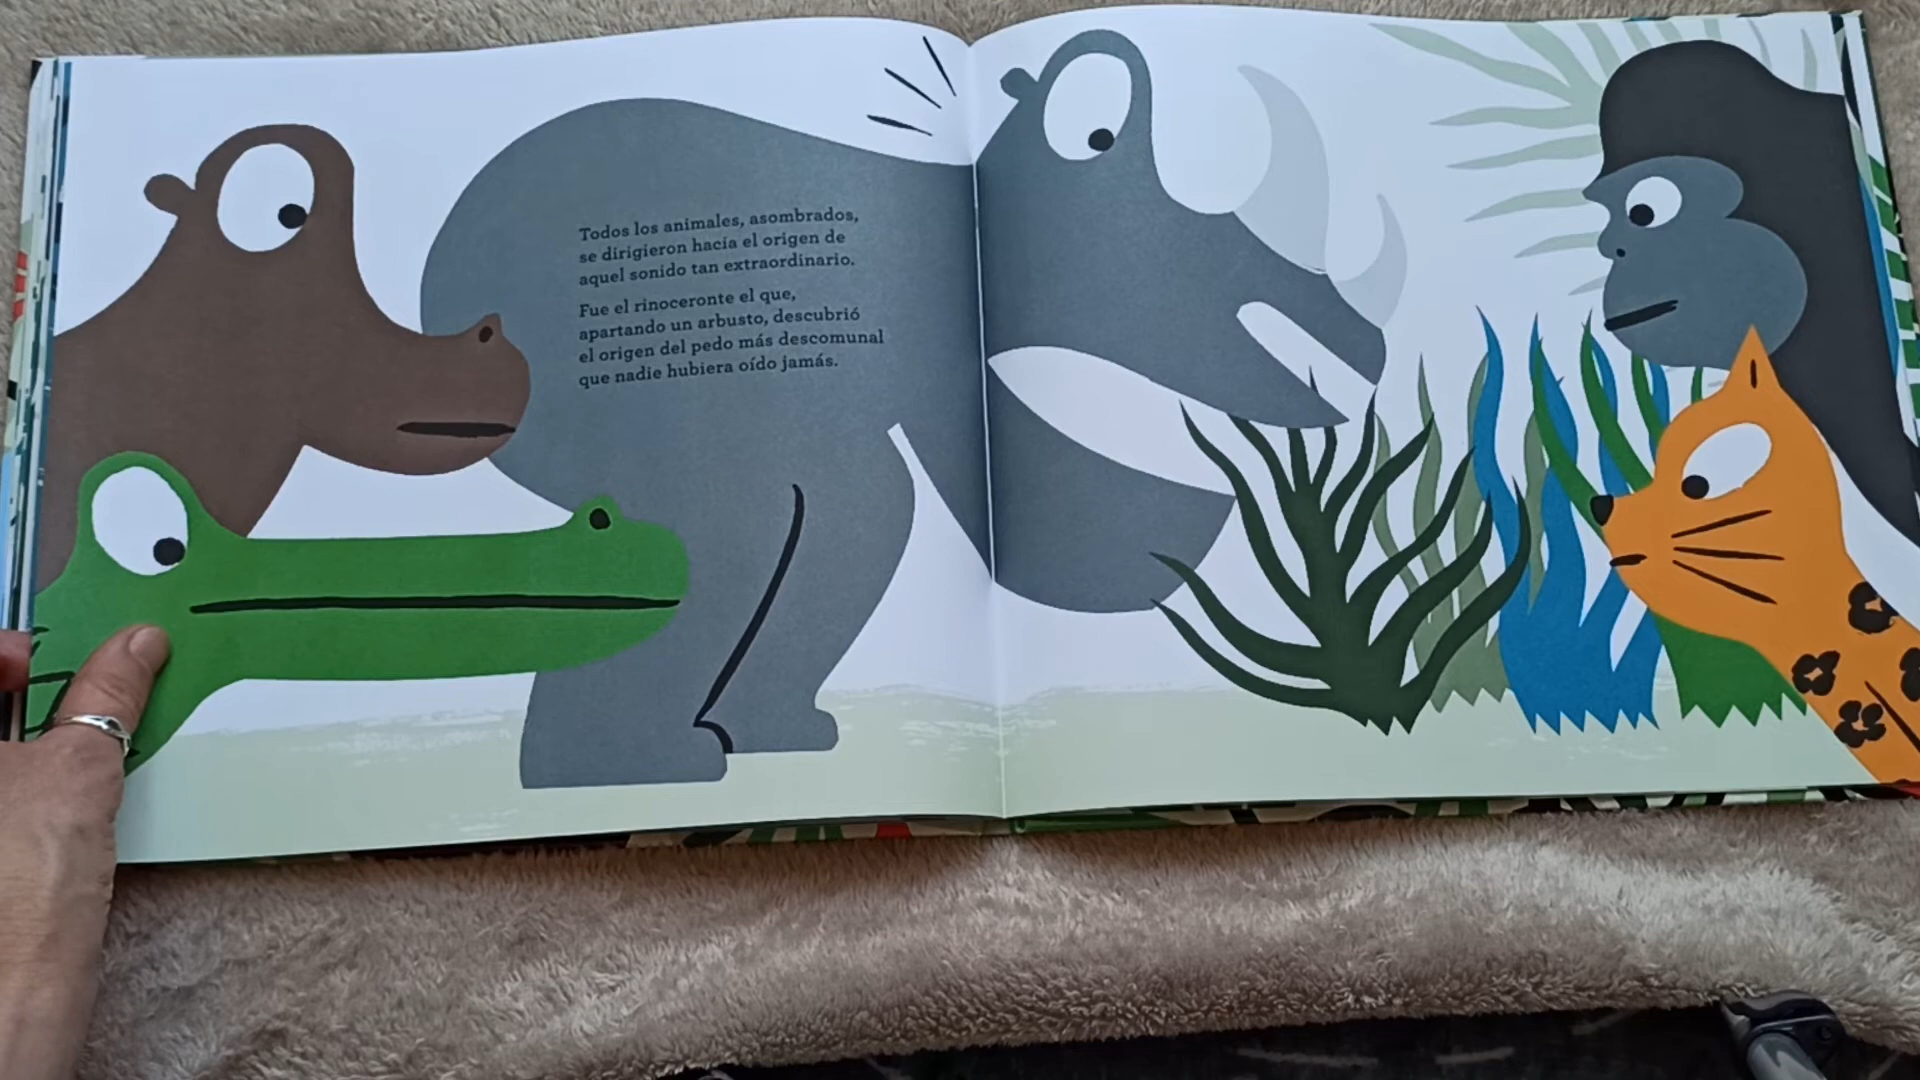 Todos los animales, asombrados,
se dirigieron hacia el origen de
aquel sonido tan extraordinario.
Fue el rinoceronte el que,
apartando un arbusto, descubrió
el origen del pedo más descomunal
que nadie hubiera oído jamás.